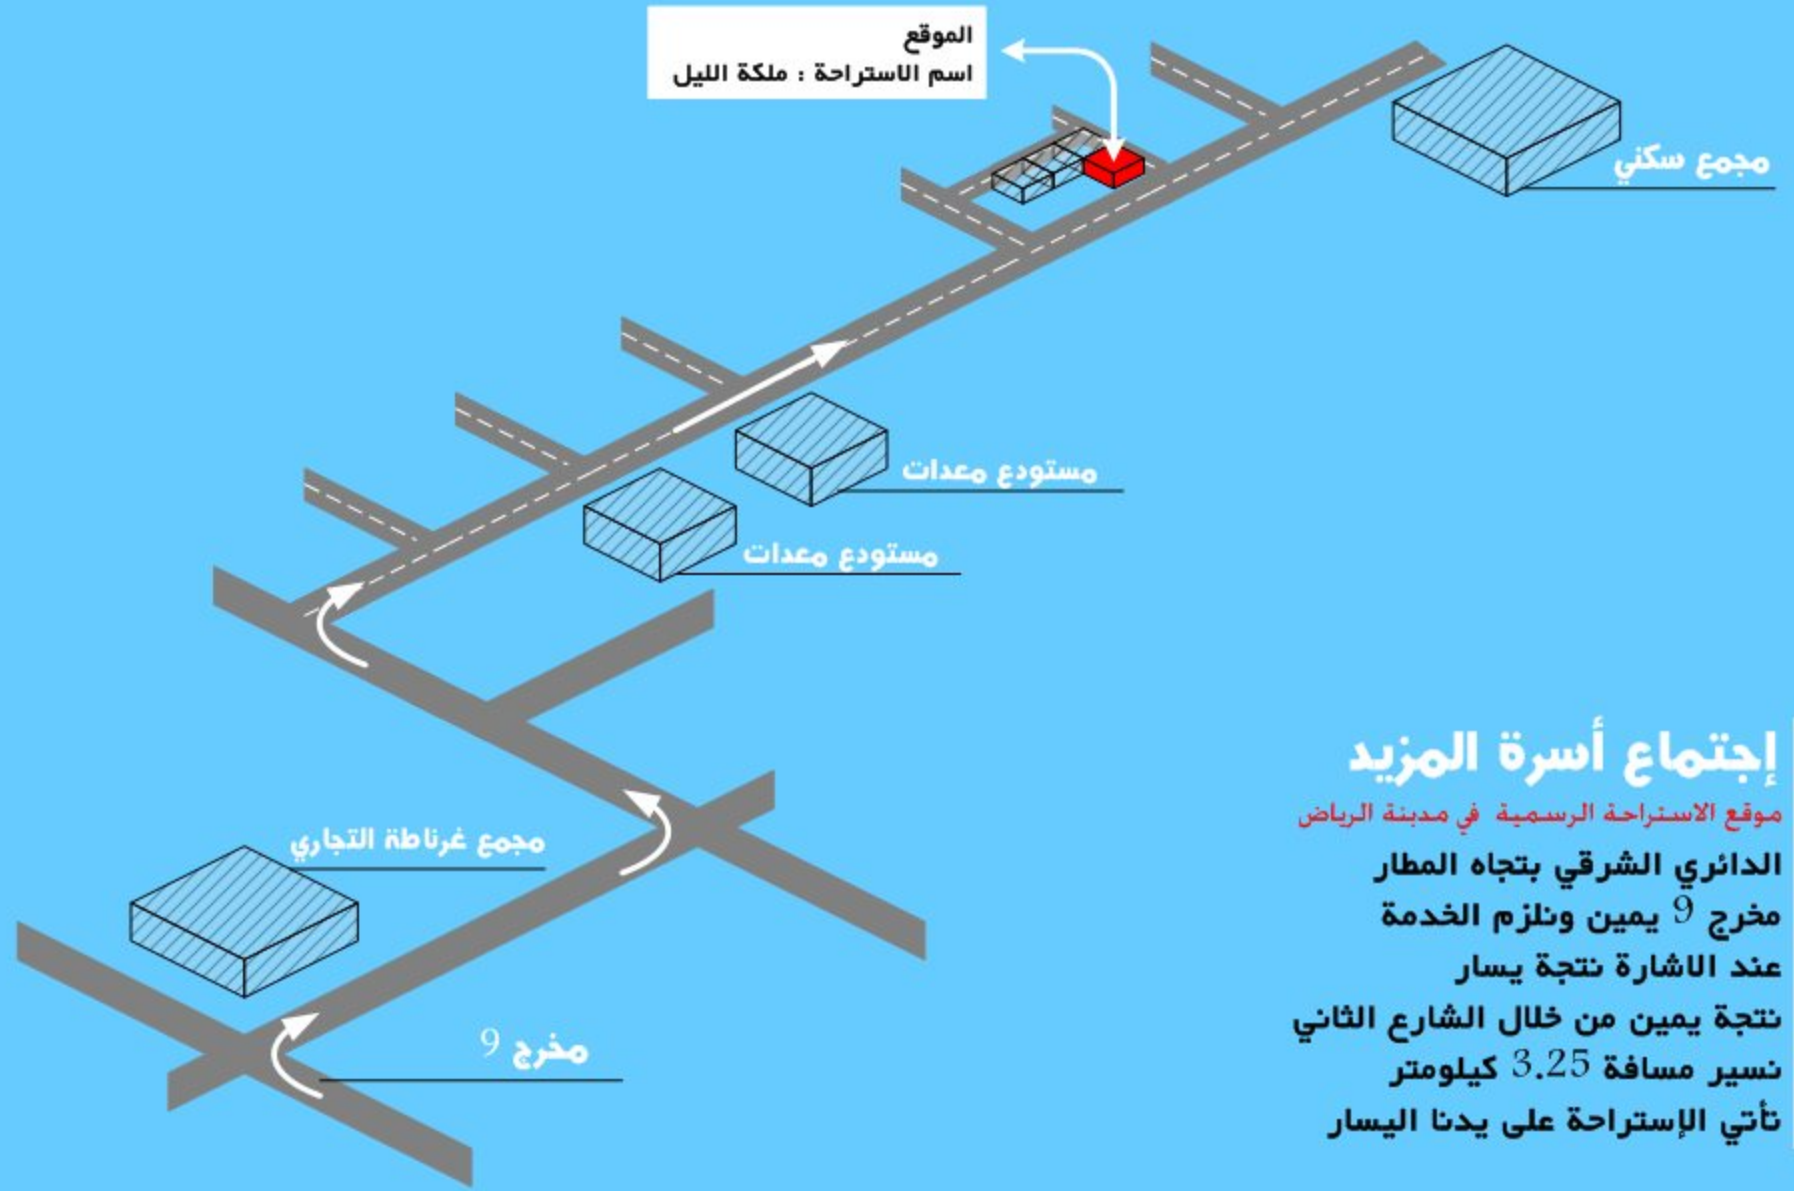 الموقع
اسم الاستراحة : ملكة الليل
مجمع سكني
مستودع معدات
مستودع معدات
مجمع غرناطة التجاري
مخرج 9
إجتماع أسرة المزيد
موقع الاستراحة الرسمية في مدينة الرياض
الدائري الشرقي بتجاه المطار
مخرج 9 يمين ونلزم الخدمة
عند الاشارة نتجة يسار
نتجة يمين من خلال الشارع الثاني
نسير مسافة 3.25 كيلومتر
تأتي الإستراحة على يدنا اليسار